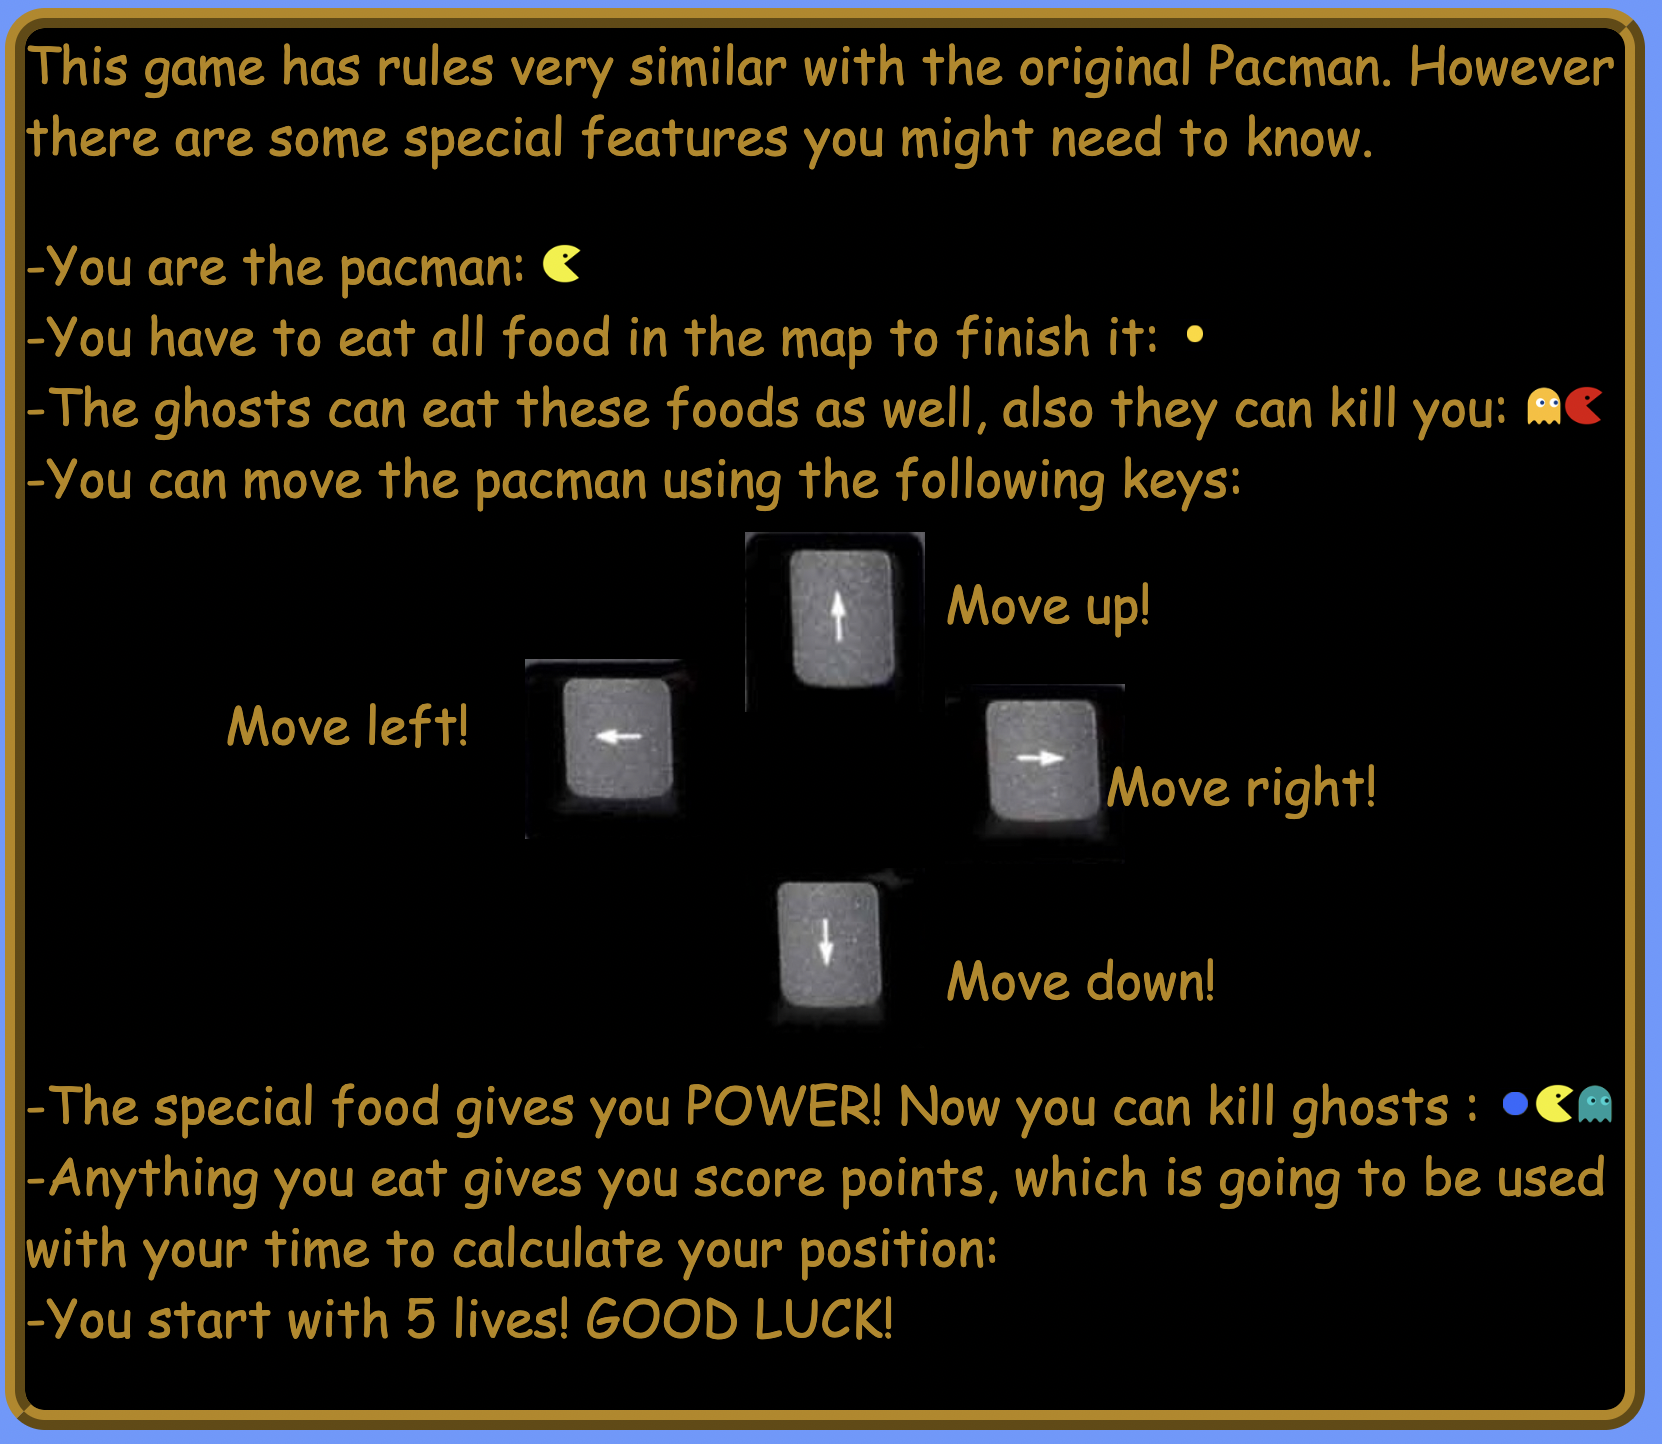 This game has rules very similar with the original Pacman. However
there are some special features you might need to know.
-You are the pacman:
-You have to eat all food in the map to finish it:
-The ghosts can eat these foods as well, also they can kill you:
-You can move the pacman using the following keys:
Move up!
Move left!
Move right!
Move down!
-The special food gives you POWER! Now you can kill ghosts :
-Anything you eat gives you score points, which is going to be used
with your time to calculate your position:
-You start with 5 lives! GOOD LUCK!